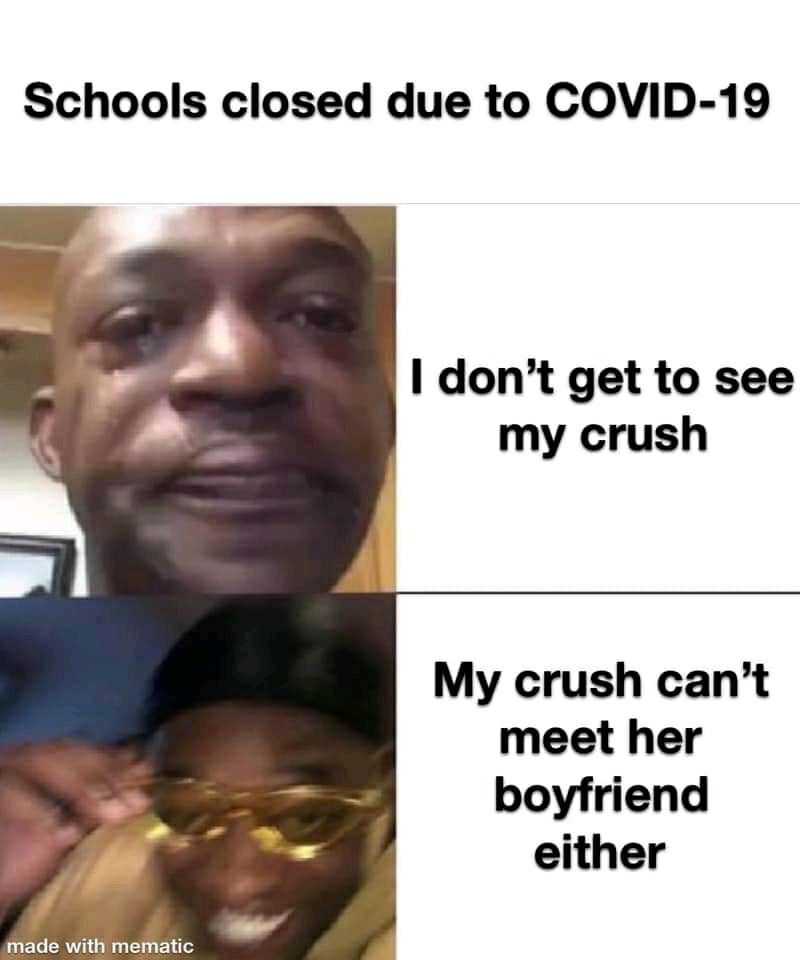 Schools closed due to COVID-19
I don’t get to see
my crush
My crush can’t
meet her
boyfriend
either
made with mematic